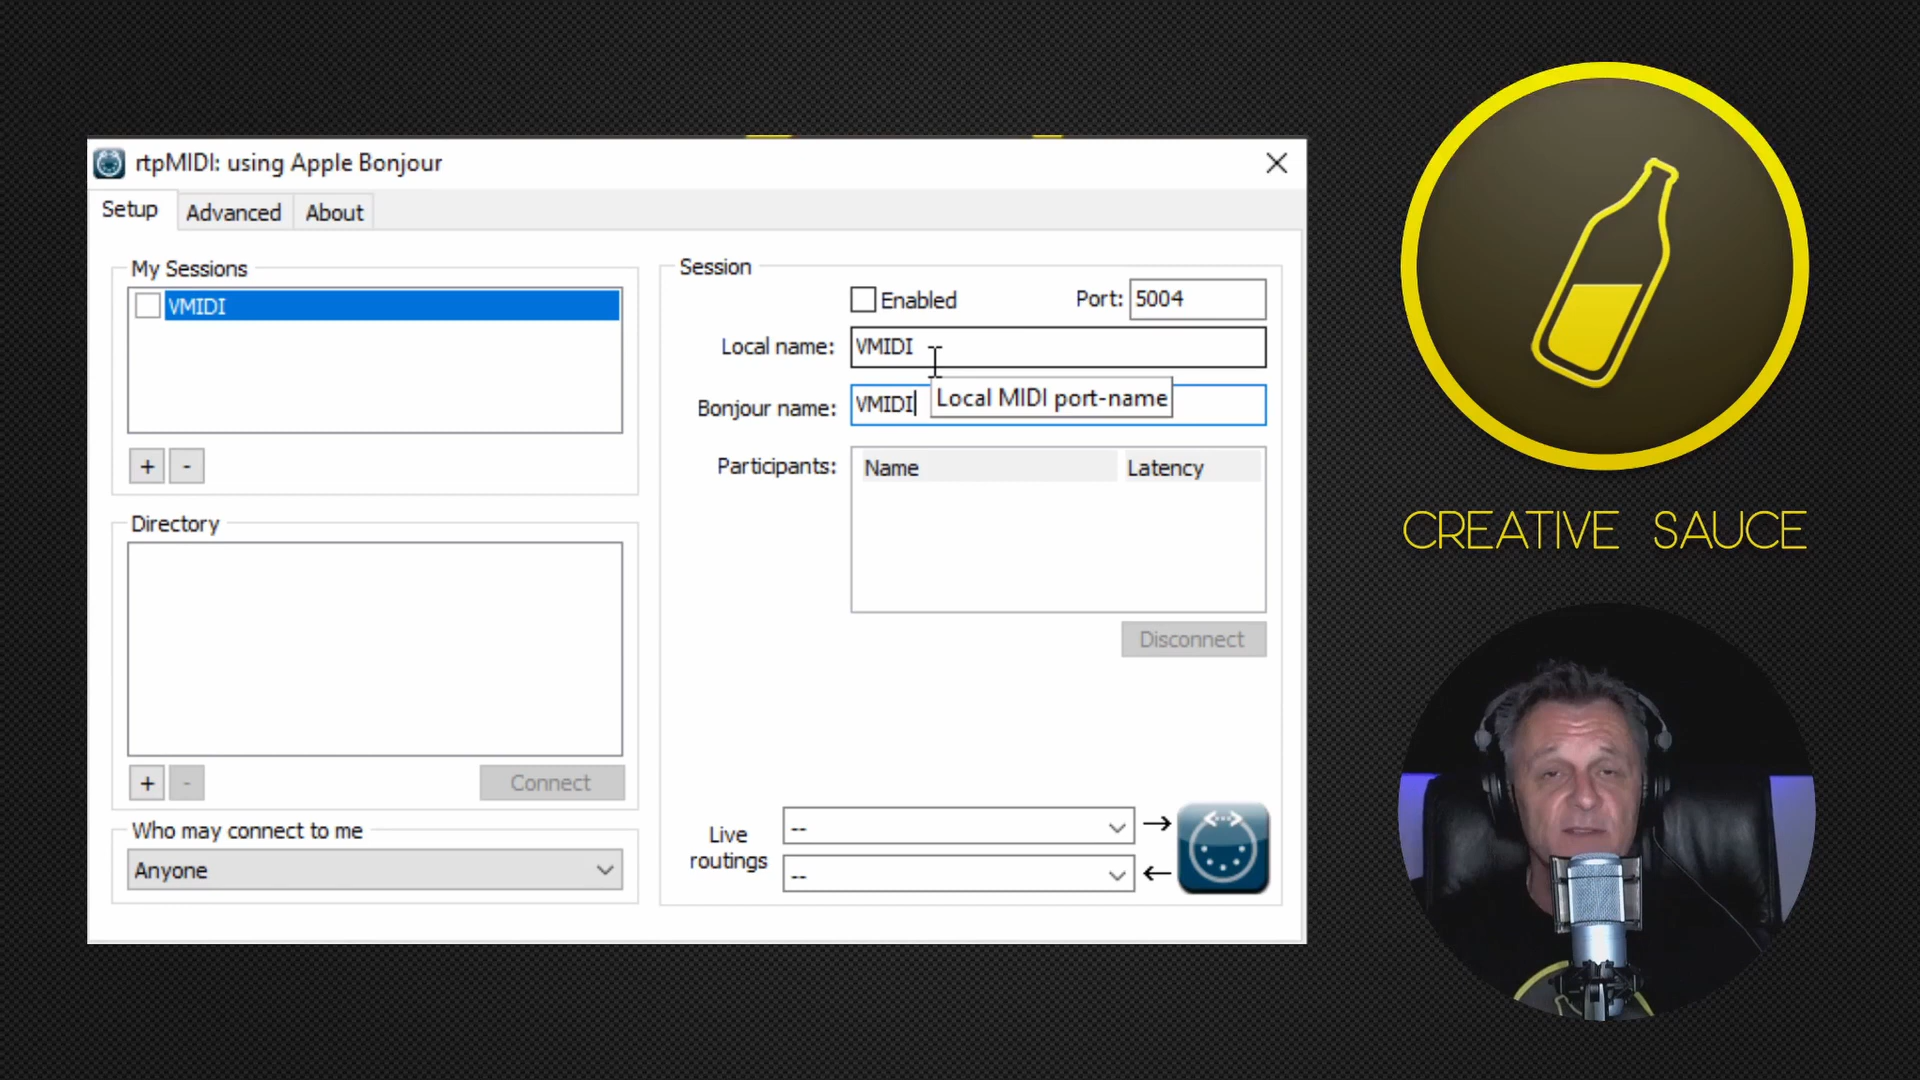 rtpMIDI: using Apple Bonjour
Setup
Advanced
About
My Sessions
VMIDI
+
-
Directory
+
-
Connect
Who may connect to me
Anyone
Session
Enabled
Port: 5004
Local name: VMIDI
Bonjour name: VMIDI
Local MIDI port-name
Participants:
Name
Latency
Disconnect
Live
routings
--
--
CREATIVE SAUCE